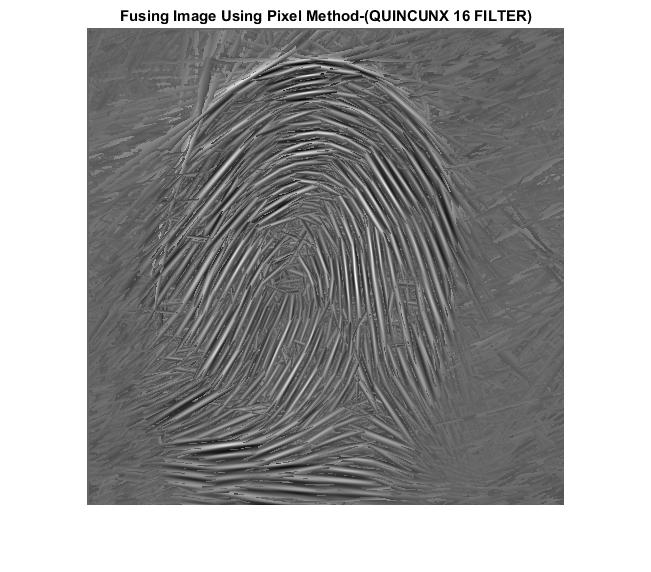 Fusing Image Using Pixel Method-(QUINCUNX 16 FILTER)